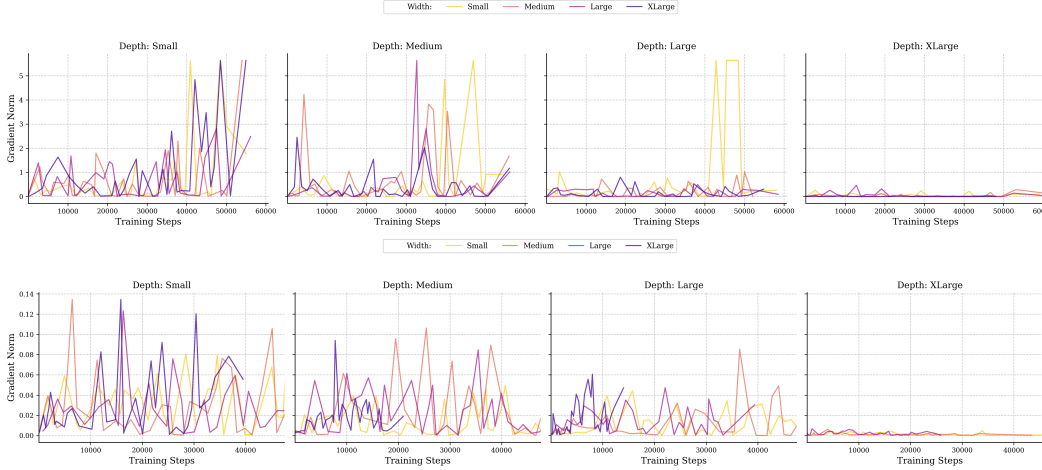 Width: Small Medium Large XLarge
Depth: Small Depth: Medium Depth: Large Depth: XLarge
Gradient Norm
5
4
3
2
1
0
10000 20000 30000 40000 50000 60000 10000 20000 30000 40000 50000 60000 10000 20000 30000 40000 50000 60000 10000 20000 30000 40000 50000
Training Steps Training Steps Training Steps Training Steps
Width: Small Medium Large XLarge
Depth: Small Depth: Medium Depth: Large Depth: XLarge
Gradient Norm
0.14
0.12
0.10
0.08
0.06
0.04
0.02
0.00
10000 20000 30000 40000 10000 20000 30000 40000 10000 20000 30000 40000 10000 20000 30000 40000
Training Steps Training Steps Training Steps Training Steps